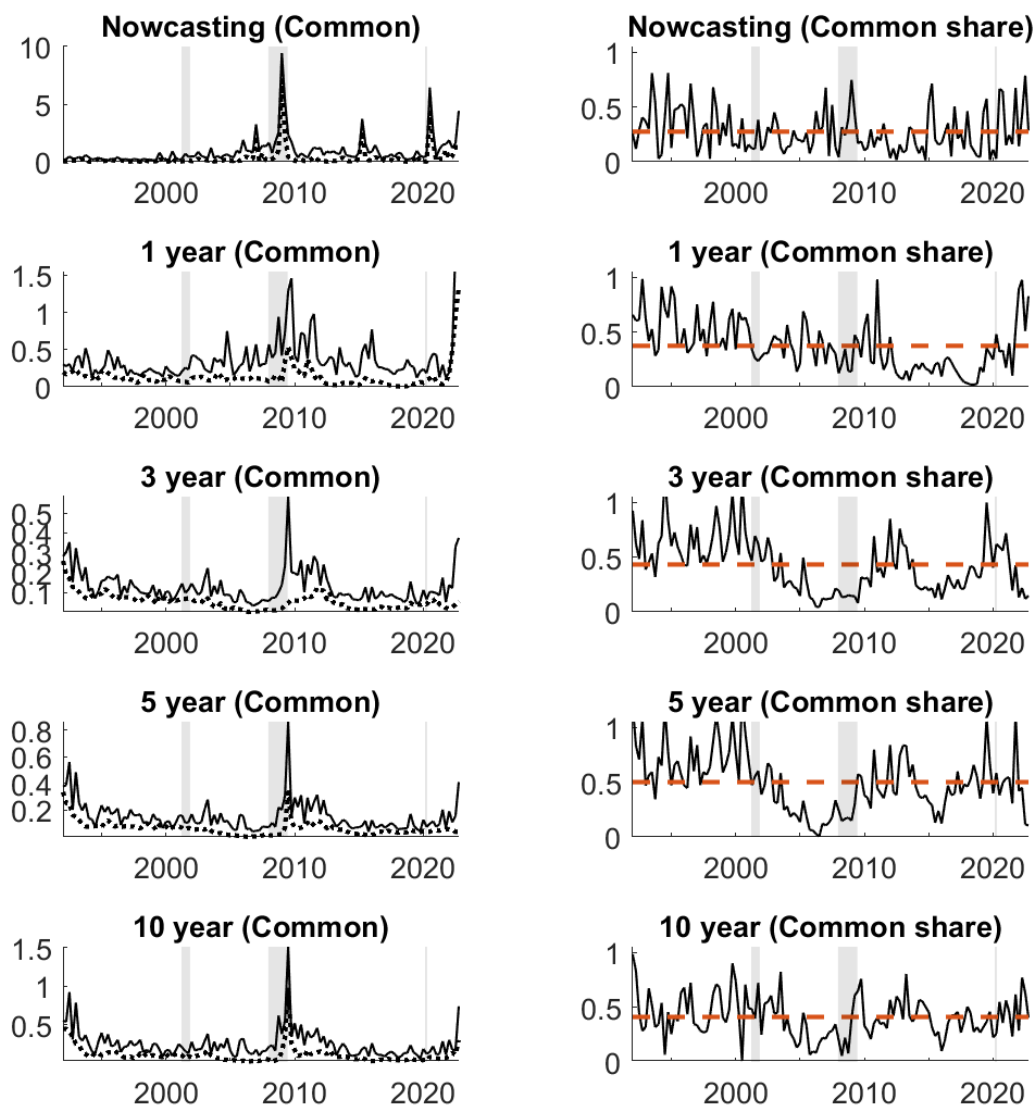 Nowcasting (Common)
10
5
0
2000 2010 2020
Nowcasting (Common share)
1
0.5
0
2000 2010 2020
1 year (Common)
1.5
1
0.5
0
2000 2010 2020
1 year (Common share)
1
0.5
0
2000 2010 2020
3 year (Common)
0.5
0.4
0.3
0.2
0.1
2000 2010 2020
3 year (Common share)
1
0.5
0
2000 2010 2020
5 year (Common)
0.8
0.6
0.4
0.2
2000 2010 2020
5 year (Common share)
1
0.5
0
2000 2010 2020
10 year (Common)
1.5
1
0.5
2000 2010 2020
10 year (Common share)
1
0.5
0
2000 2010 2020